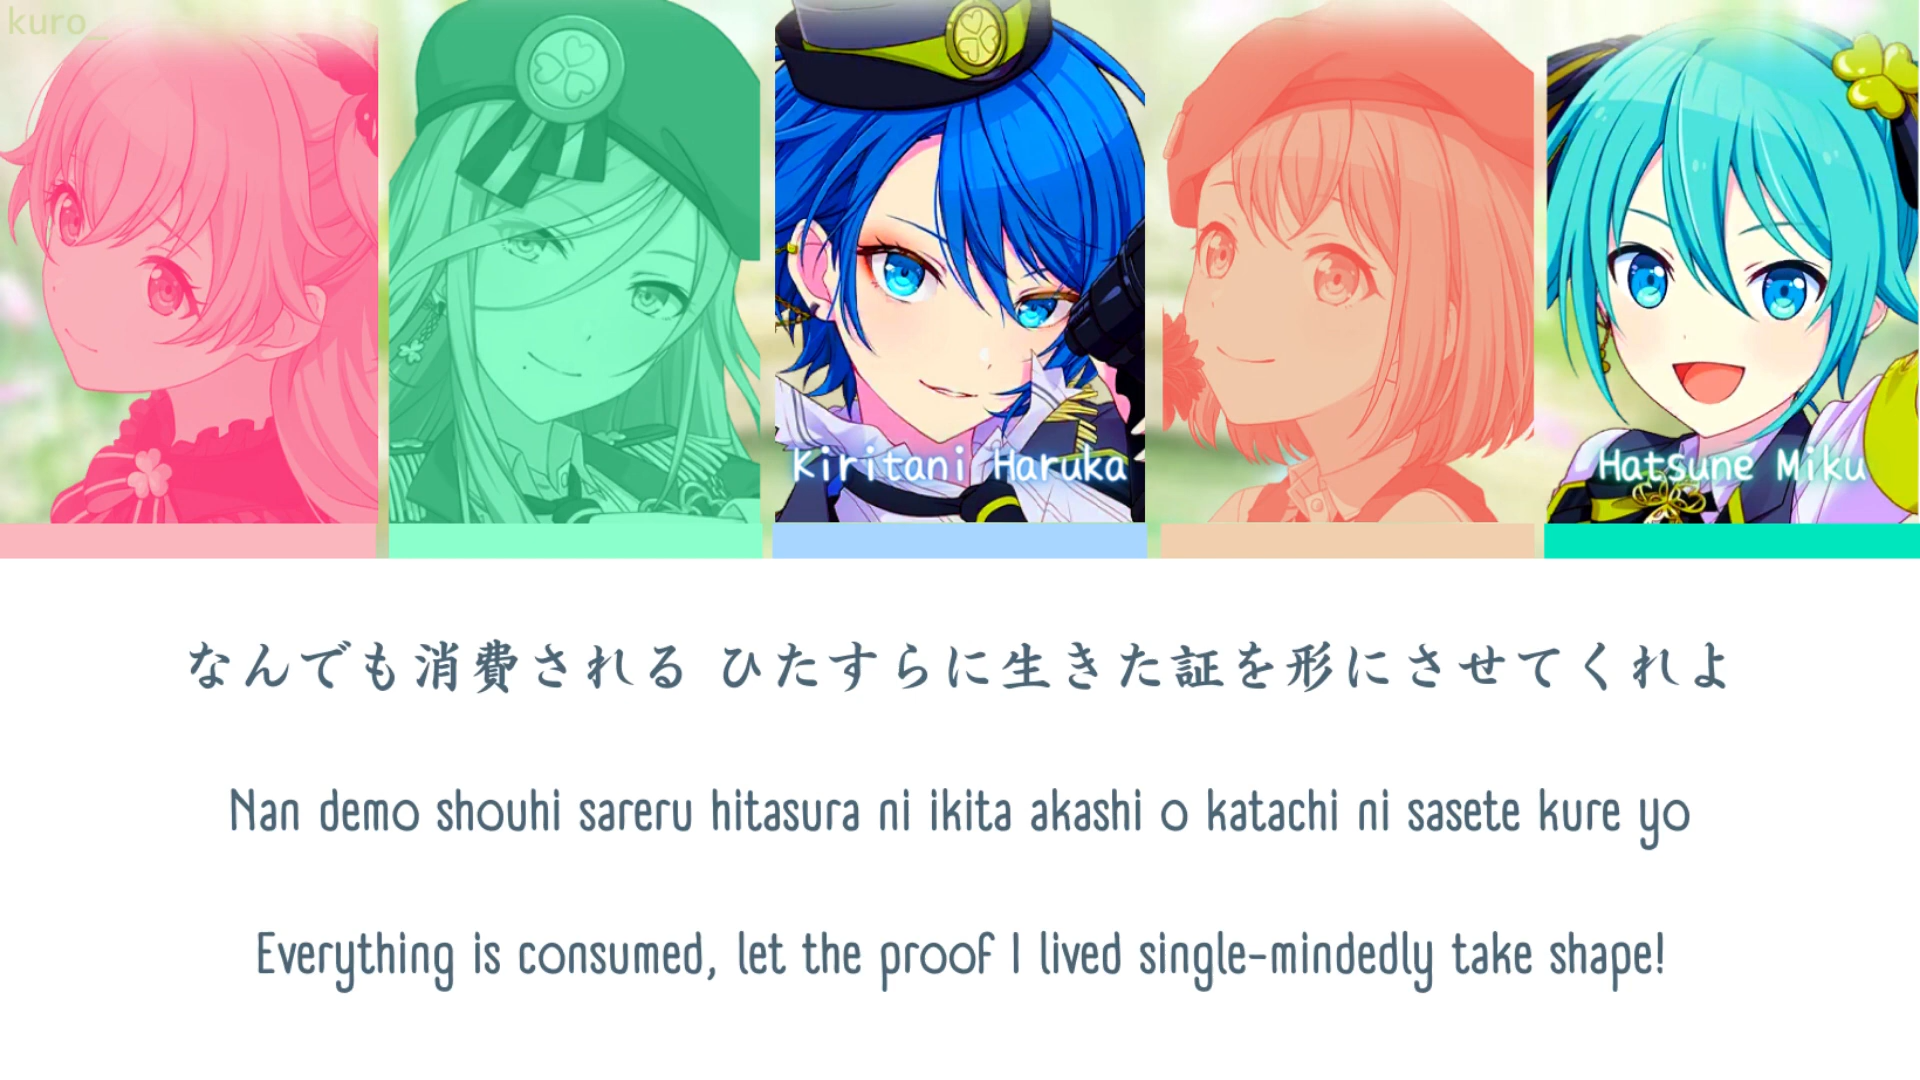 kuro_
Kiritani Haruka
Hatsune Miku
なんでも消費される ひたすらに生きた証を形にさせてくれよ
Nan demo shouhi sareru hitasura ni ikita akashi o katachi ni sasete kure yo
Everything is consumed, let the proof I lived single-mindedly take shape!